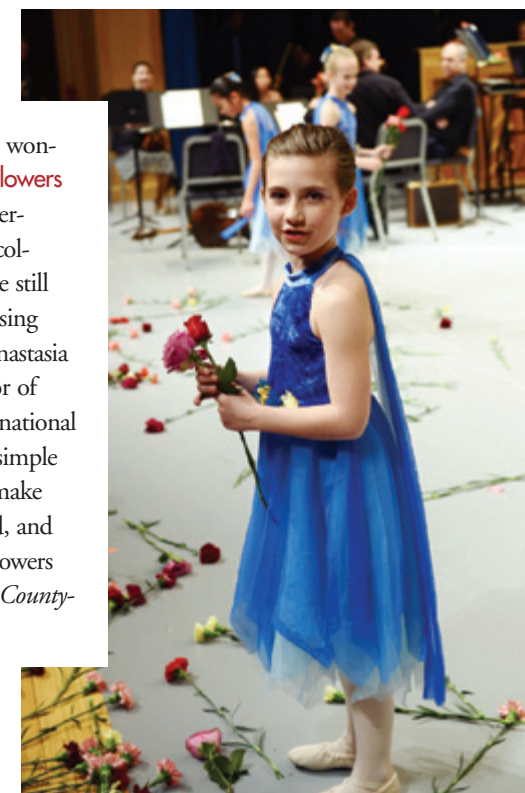 won-
lowers
er-
col-
e still
sing
nastasia
or of
national
simple
make
l, and
owers
County-